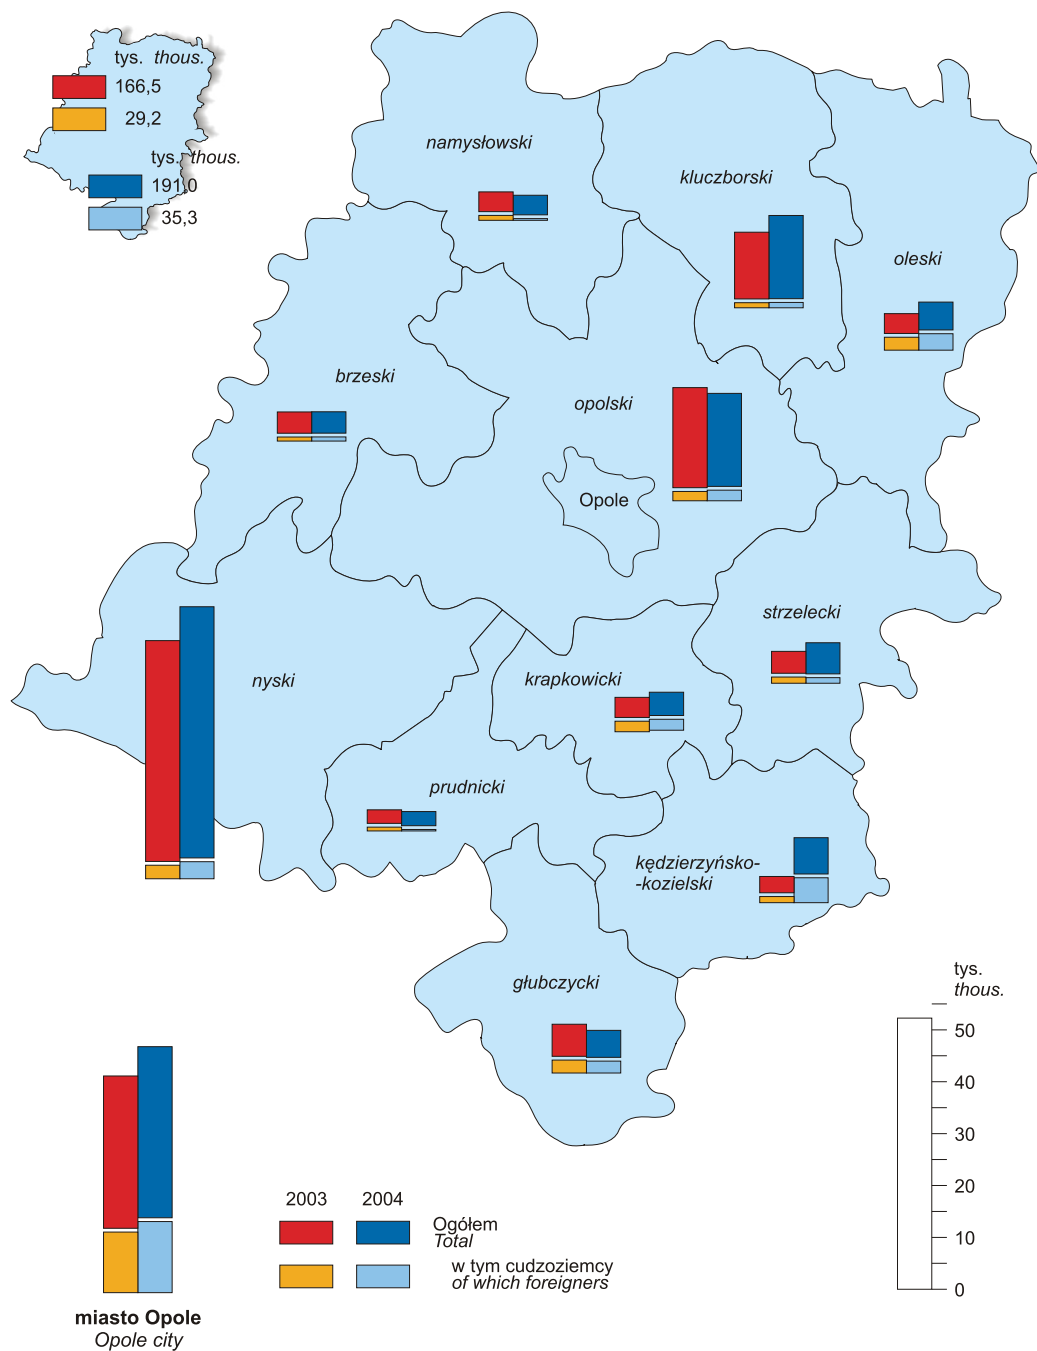 tys. thous.
166,5
29,2
tys. thous.
191,0
35,3
namysłowski
kluczborski
oleski
brzeski
opolski
Opole
strzelecki
nyski
krapkowicki
prudnicki
kędzierzyńsko-
-kozielski
głubczycki
tys.
thous.
50
40
30
20
10
0
2003 2004
Ogółem
Total
w tym cudzoziemcy
of which foreigners
miasto Opole
Opole city